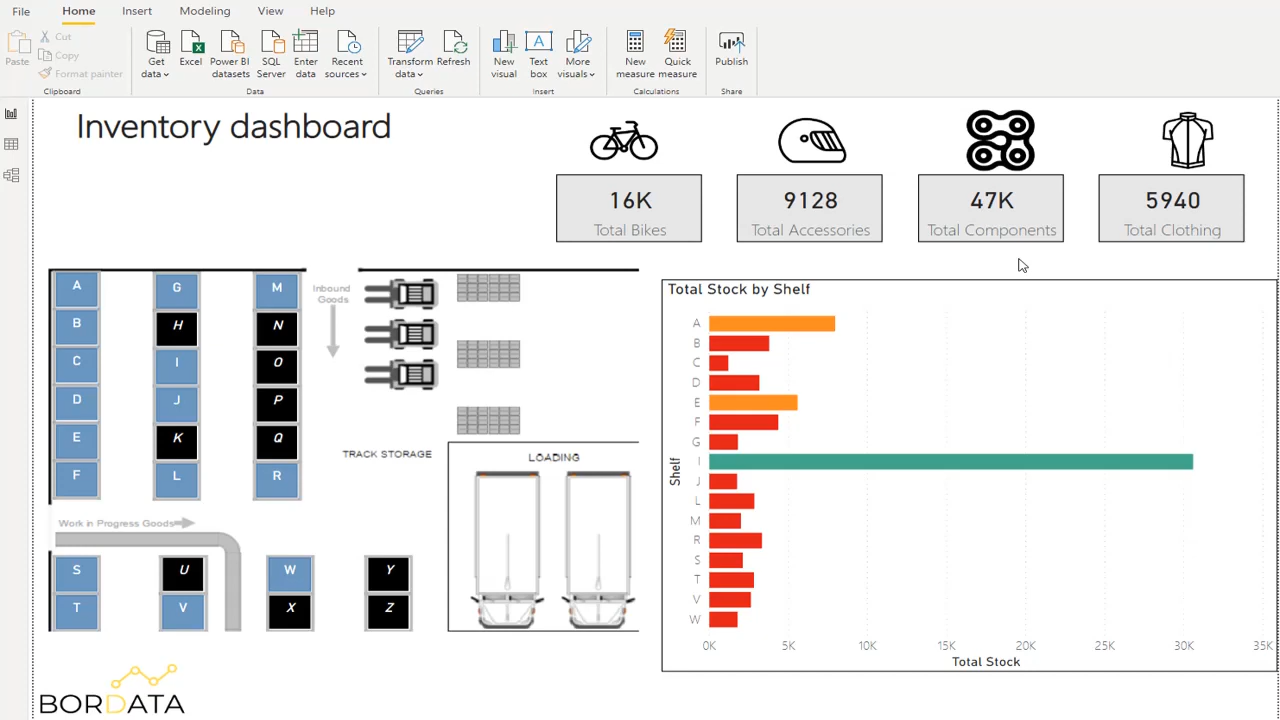 File Home Insert Modeling View Help
Paste
Cut
Copy
Format painter
Clipboard
Get data
Excel
Power BI datasets
SQL Server
Enter data
Recent sources
Data
Transform data
Refresh
Queries
New visual
Text box
More visuals
Insert
New measure
Quick measure
Calculations
Publish
Share
Inventory dashboard
16K
Total Bikes
9128
Total Accessories
47K
Total Components
5940
Total Clothing
A G M
B H N
C I O
D J P
E K Q
F L R
Inbound
Goods
TRACK STORAGE
LOADING
Work in Progress Goods
S U W Y
T V X Z
Total Stock by Shelf
Shelf
A
B
C
D
E
F
G
I
J
L
M
R
S
T
V
W
0K 5K 10K 15K 20K 25K 30K 35K
Total Stock
BORDATA